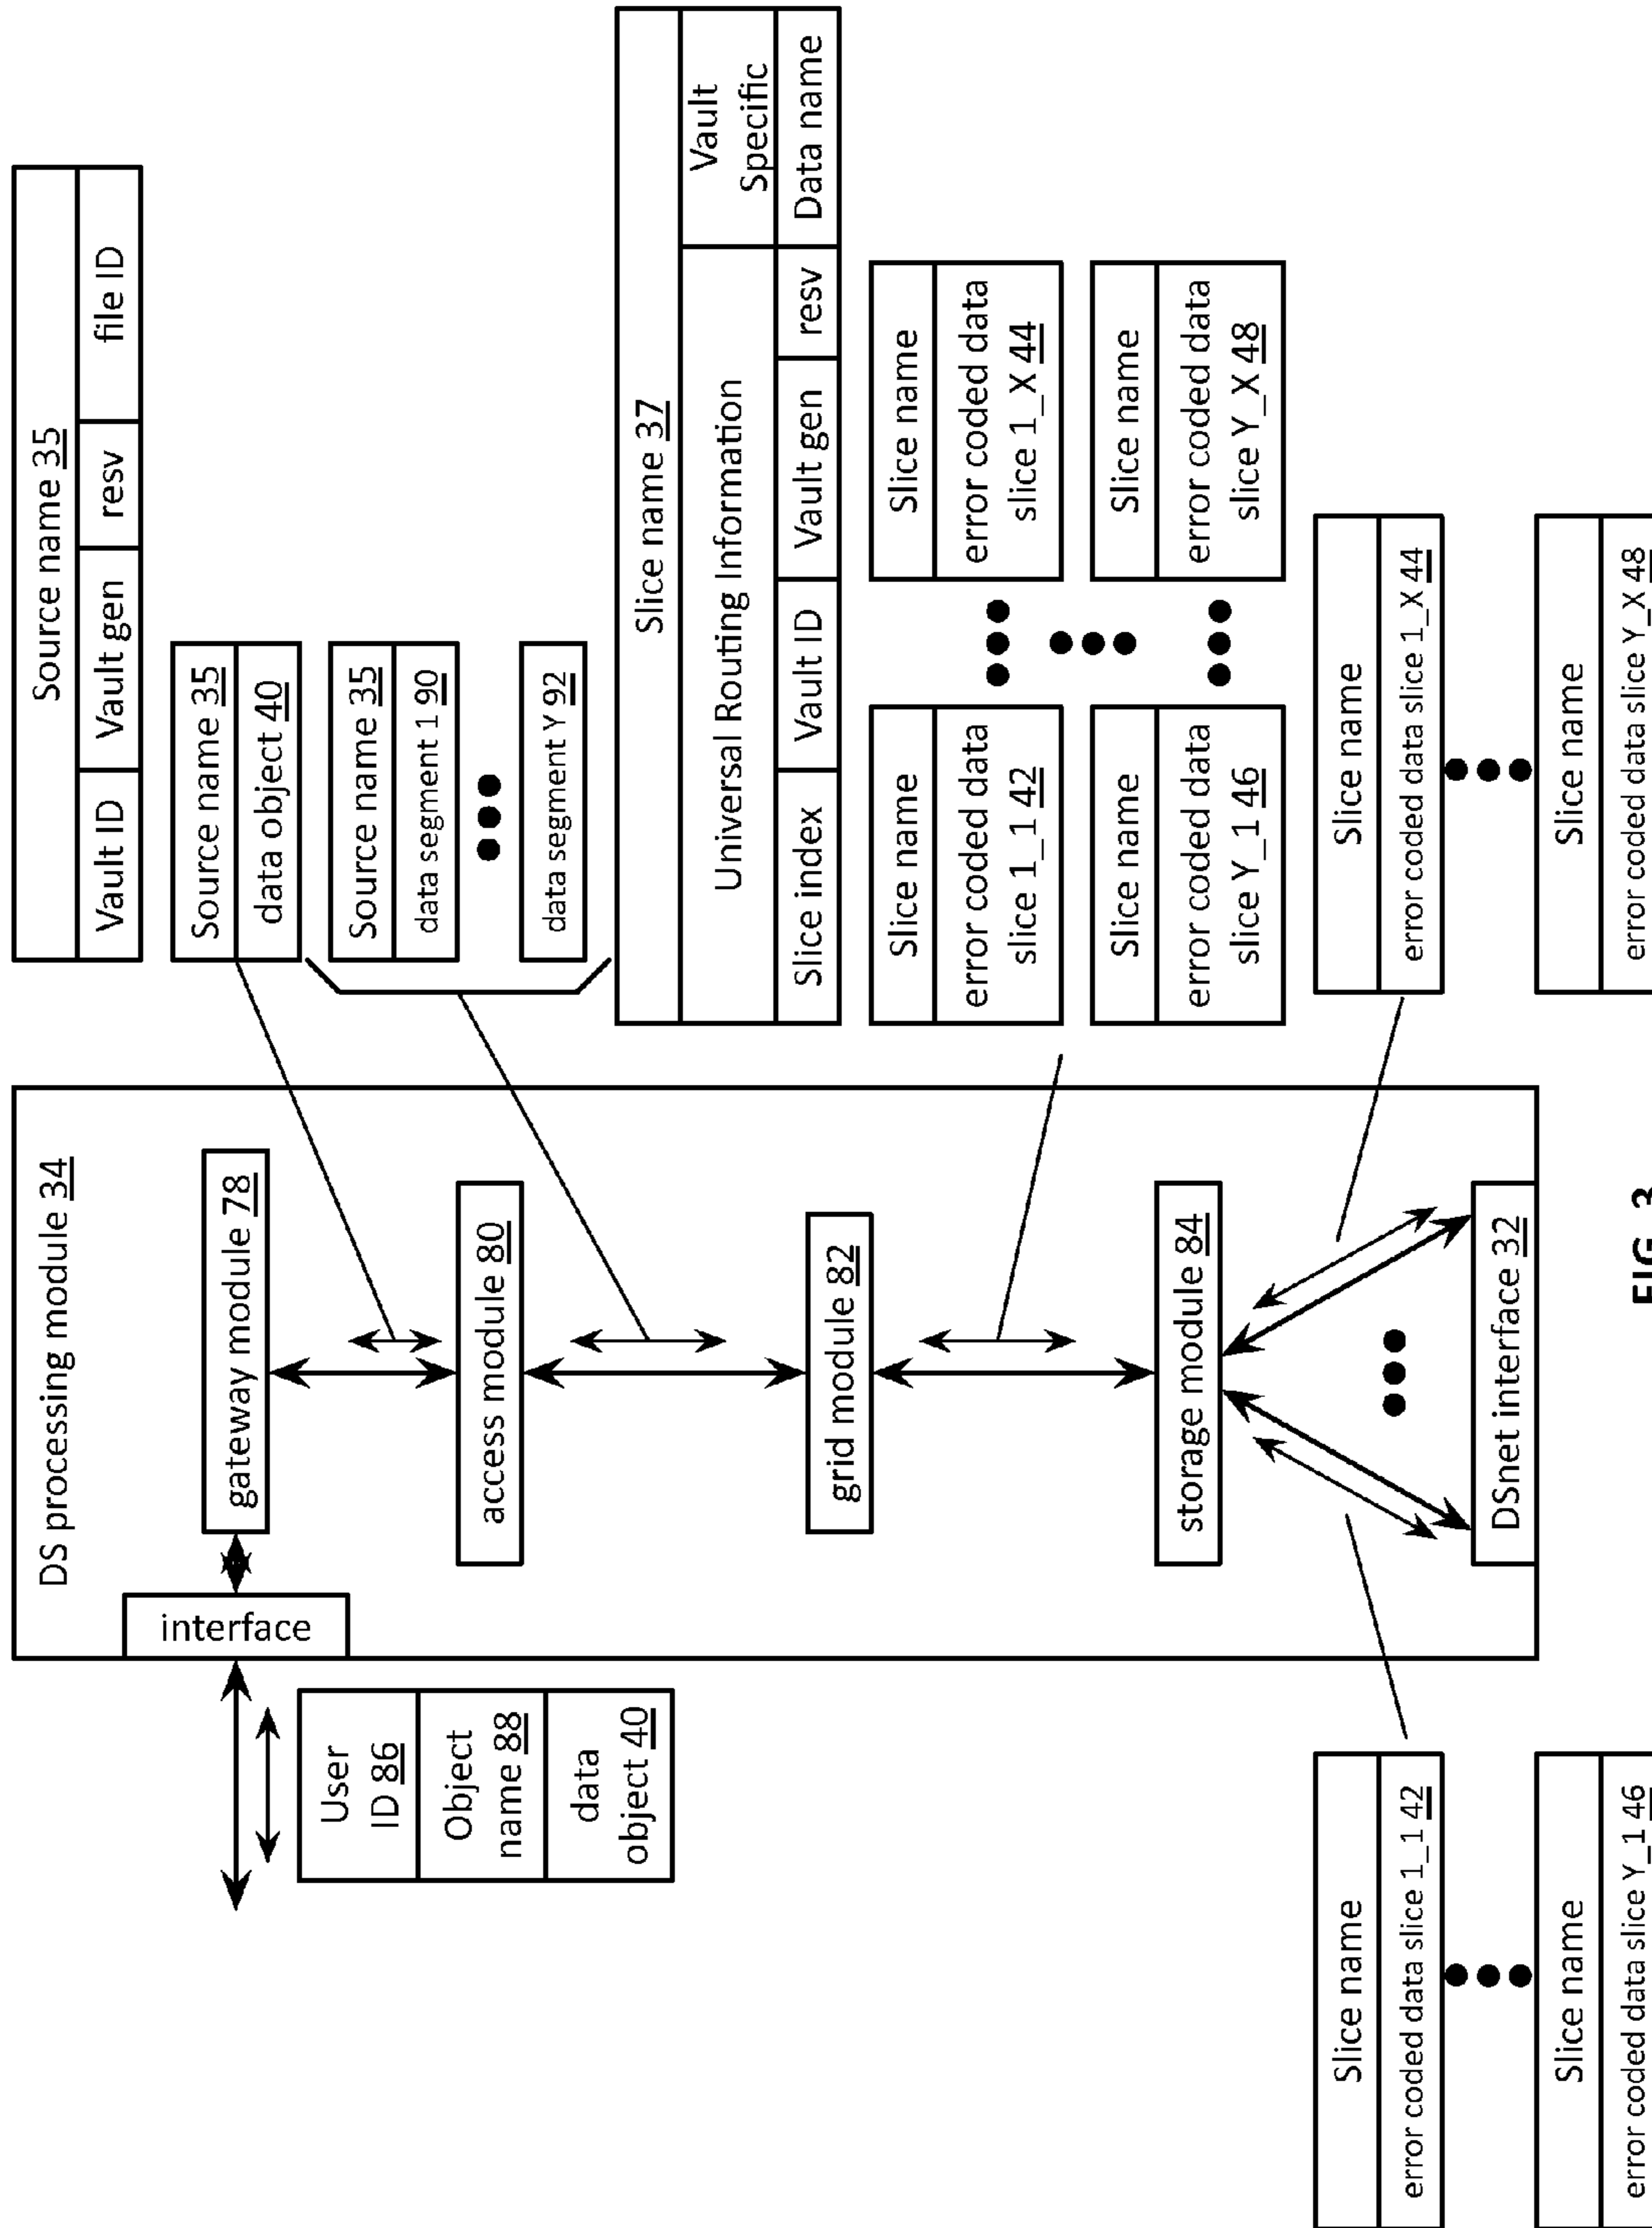 DS processing module 34
interface
gateway module 78
access module 80
grid module 82
storage module 84
DSnet interface 32
User
ID 86
Object
name 88
data
object 40
Source name 35
Vault ID
Vault gen
resv
file ID
Source name 35
data object 40
Source name 35
data segment 1 90
data segment Y 92
Slice name 37
Universal Routing Information
Vault
Specific
Slice index
Vault ID
Vault gen
resv
Data name
Slice name
error coded data
slice 1_1 42
Slice name
error coded data
slice 1_X 44
Slice name
error coded data
slice Y_1 46
Slice name
error coded data
slice Y_X 48
Slice name
error coded data slice 1_1 42
Slice name
error coded data slice Y_1 46
Slice name
error coded data slice 1_X 44
Slice name
error coded data slice Y_X 48
FIG. 3